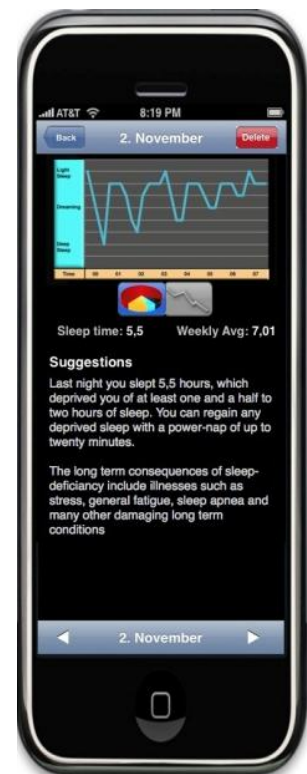 AT&T 8:19 PM
Back 2. November Delete
Light
Sleep
Dreaming
Deep
Sleep
Time 00 01 02 03 04 05 06 07
Sleep time: 5,5 Weekly Avg: 7,01
Suggestions
Last night you slept 5,5 hours, which
deprived you of at least one and a half to
two hours of sleep. You can regain any
deprived sleep with a power-nap of up to
twenty minutes.
The long term consequences of sleep-
deficiancy include illnesses such as
stress, general fatigue, sleep apnea and
many other damaging long term
conditions
2. November